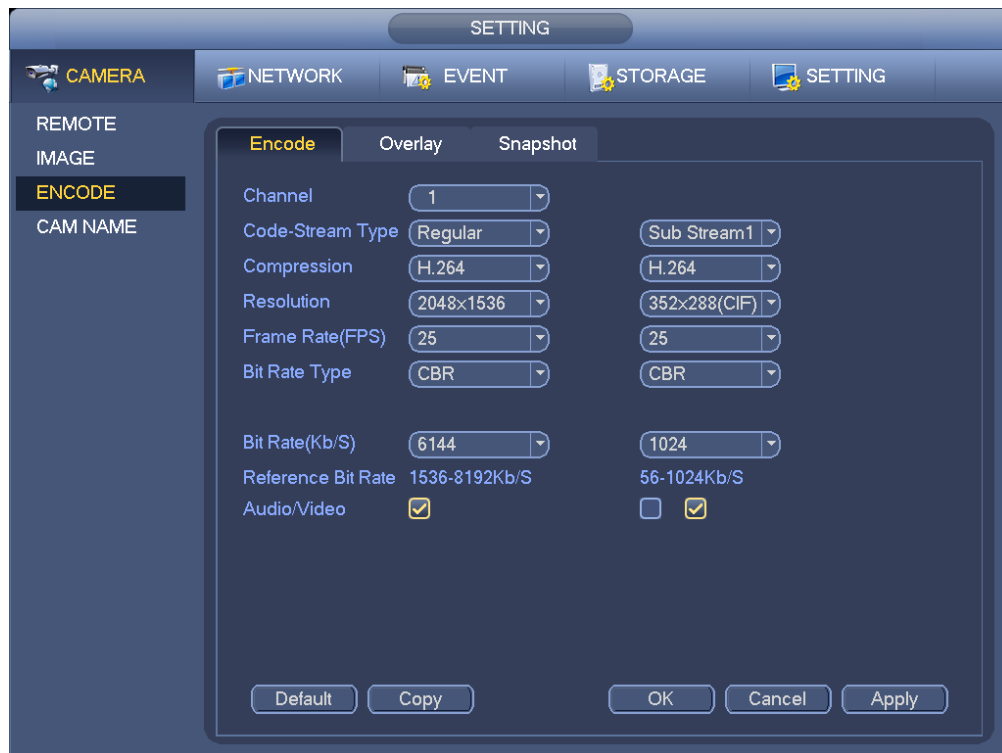 SETTING
CAMERA NETWORK EVENT STORAGE SETTING
REMOTE
IMAGE
ENCODE
CAM NAME
Encode Overlay Snapshot
Channel 1
Code-Stream Type Regular Sub Stream1
Compression H.264 H.264
Resolution 2048×1536 352×288(CIF)
Frame Rate(FPS) 25 25
Bit Rate Type CBR CBR
Bit Rate(Kb/S) 6144 1024
Reference Bit Rate 1536-8192Kb/S 56-1024Kb/S
Audio/Video
Default Copy OK Cancel Apply